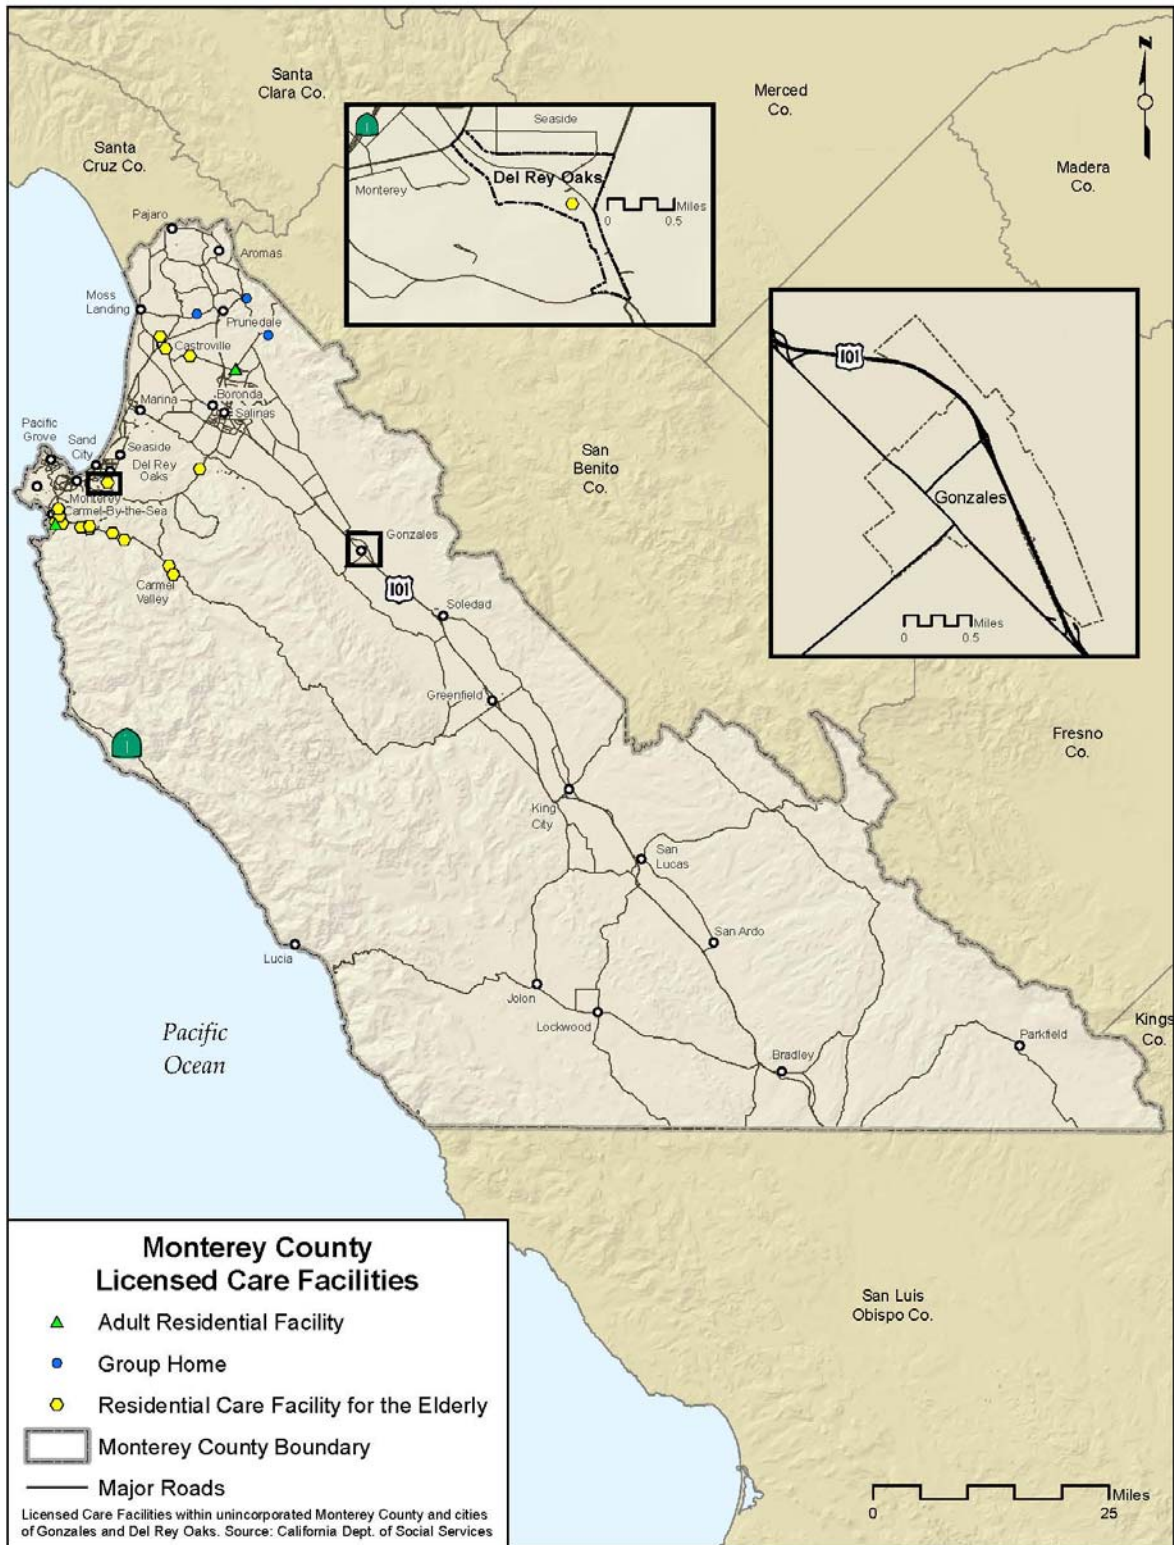 N
Santa
Clara Co.
Merced
Co.
Santa
Cruz Co.
Madera
Co.
1
Seaside
Monterey
Del Rey Oaks
Miles
0 0.5
Pajaro
Aromas
Moss
Landing
Prunedale
Castroville
Marina
Boronda
Salinas
Pacific
Grove
Sand
City
Seaside
Del Rey
Oaks
Monterey
Carmel-By-the-Sea
Carmel
Valley
San
Benito
Co.
101
Gonzales
Miles
0 0.5
Gonzales
101
Soledad
Greenfield
1
Fresno
Co.
King
City
San
Lucas
San Ardo
Lucia
Jolon
Lockwood
Bradley
Parkfield
Kings
Co.
Pacific
Ocean
San Luis
Obispo Co.
Monterey County
Licensed Care Facilities
Adult Residential Facility
Group Home
Residential Care Facility for the Elderly
Monterey County Boundary
Major Roads
Licensed Care Facilities within unincorporated Monterey County and cities
of Gonzales and Del Rey Oaks. Source: California Dept. of Social Services
Miles
0 25